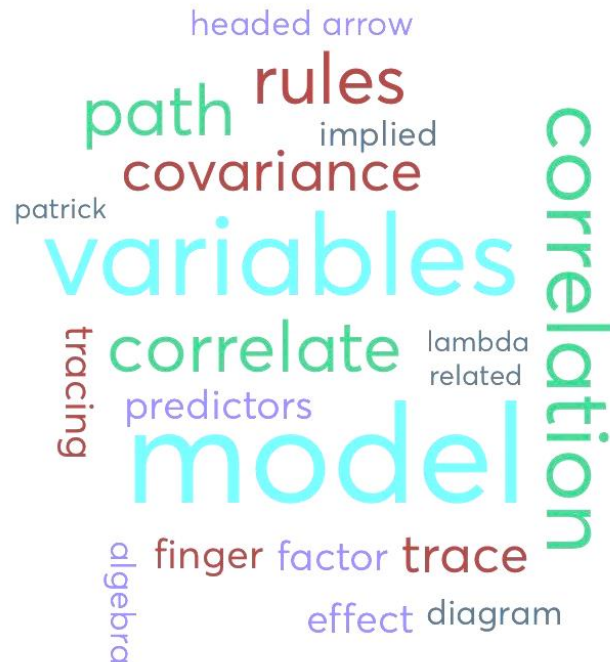 headed arrow
rules
path
implied
covariance
patrick
variables
correlation
tracing
correlate
lambda
related
predictors
model
algebra
finger factor trace
effect diagram